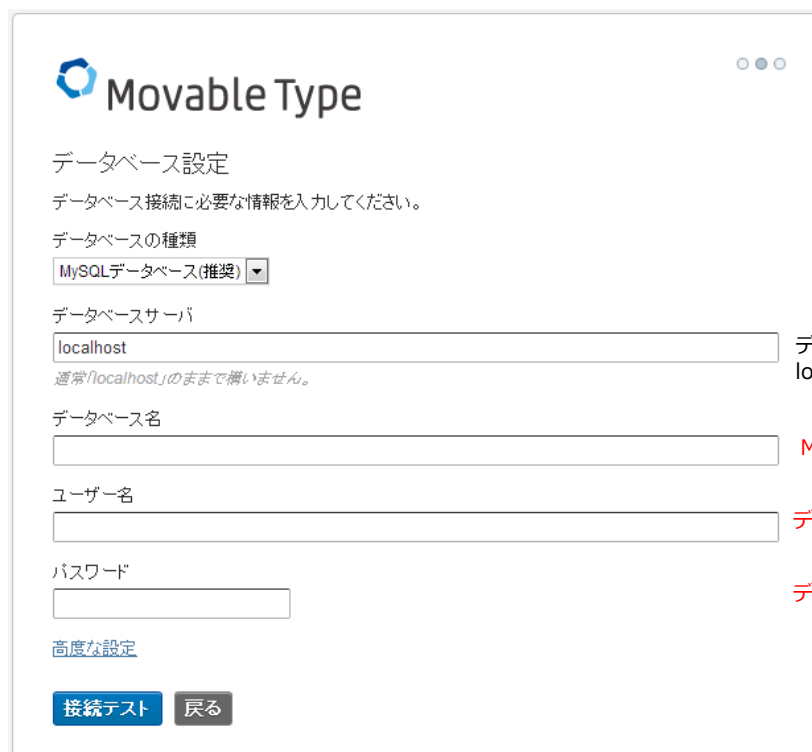 Movable Type
データベース設定
データベース接続に必要な情報を入力してください。
データベースの種類
MySQLデータベース(推奨)
データベースサーバ
localhost
デ
lo
通常「localhost」のままで構いません。
データベース名
M
ユーザー名
デ
パスワード
デ
高度な設定
接続テスト 戻る